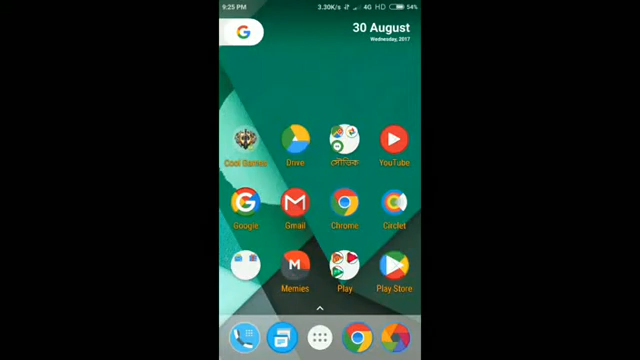 9:25 PM 3.30K/s 4G HD 54%
30 August
Wednesday, 2017
Cool Games Drive সৌভিক YouTube
Google Gmail Chrome Circlet
Memies Play Play Store